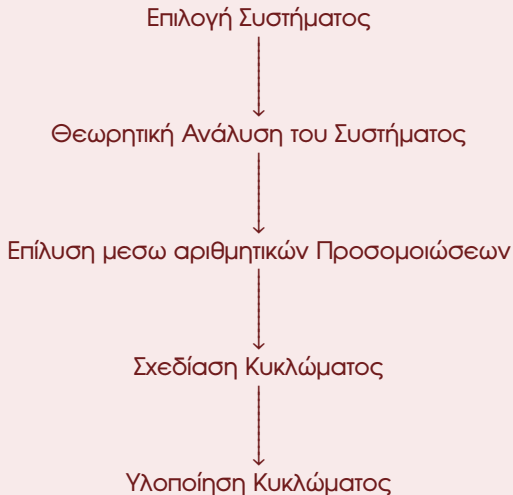 Επιλογή Συστήματος
Θεωρητική Ανάλυση του Συστήματος
Επίλυση μεσω αριθμητικών Προσομοιώσεων
Σχεδίαση Κυκλώματος
Υλοποίηση Κυκλώματος